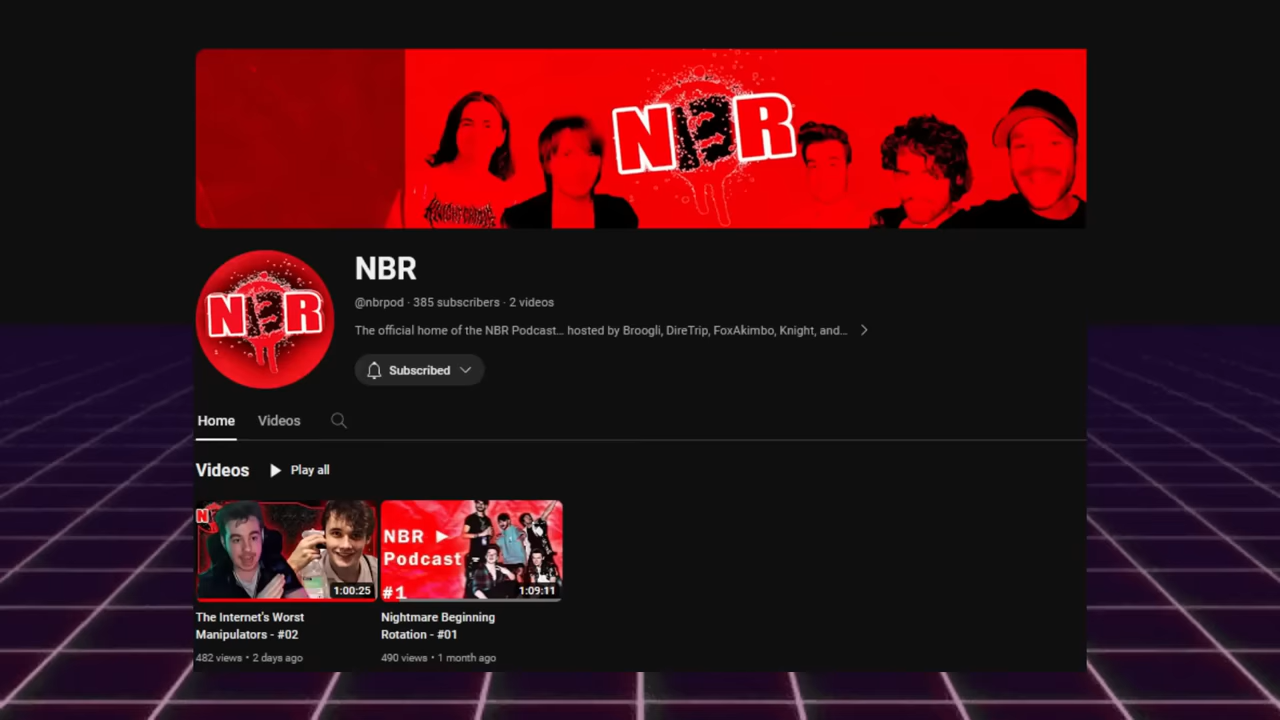 NBR
NBR
NBR
@nbrpod · 385 subscribers · 2 videos
The official home of the NBR Podcast... hosted by Broogli, DireTrip, FoxAkimbo, Knight, and...
Subscribed
Home Videos
Videos Play all
NBR ▶
Podcast
#1
1:00:25
1:09:11
The Internet's Worst
Manipulators - #02
482 views • 2 days ago
Nightmare Beginning
Rotation - #01
490 views • 1 month ago